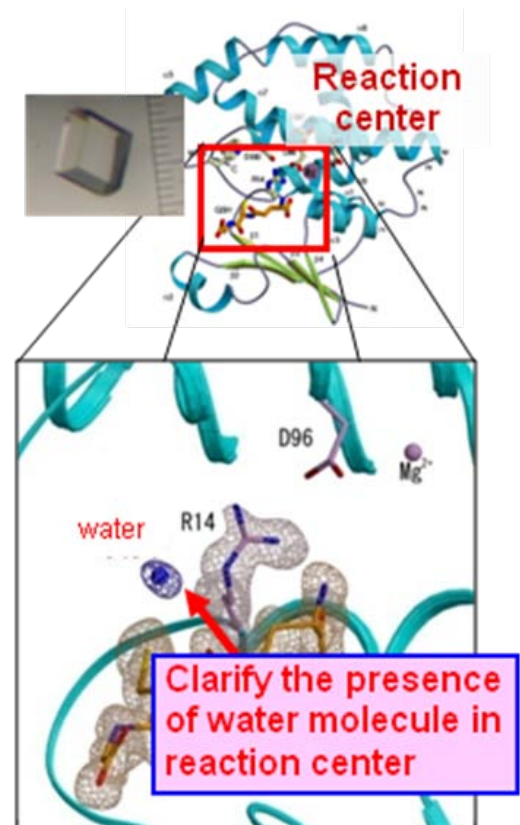 Reaction
center
D96
Mg²⁺
water
R14
Clarify the presence
of water molecule in
reaction center